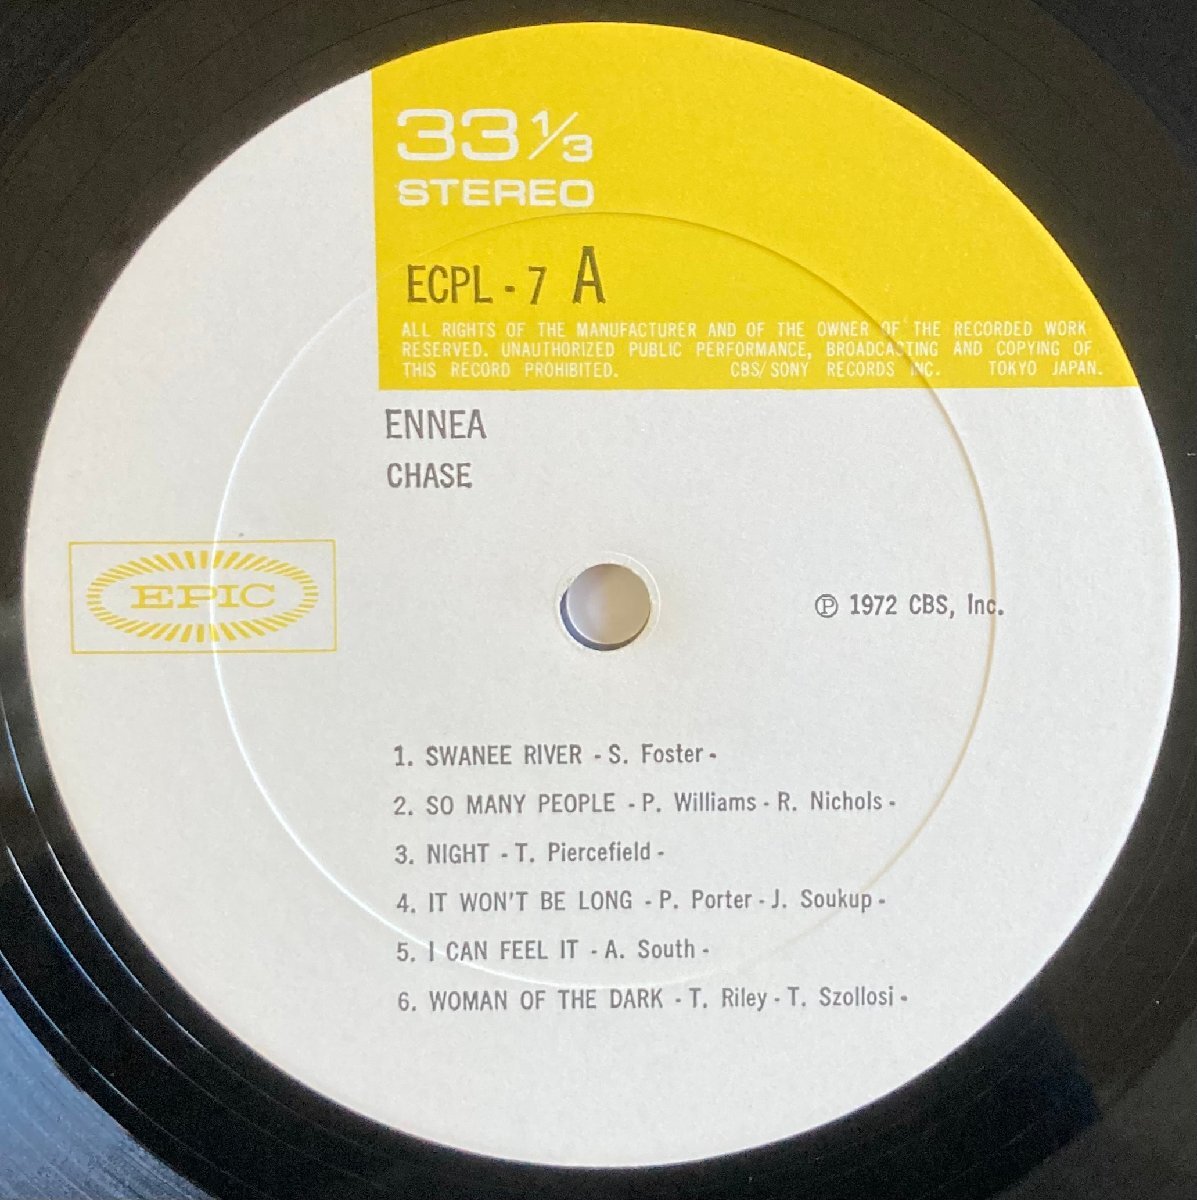 33 1/3
STEREO
ECPL - 7 A
ALL RIGHTS OF THE MANUFACTURER AND OF THE OWNER OF THE RECORDED WORK
RESERVED. UNAUTHORIZED PUBLIC PERFORMANCE, BROADCASTING AND COPYING OF
THIS RECORD PROHIBITED. CBS/SONY RECORDS INC. TOKYO JAPAN.
ENNEA
CHASE
EPIC
℗ 1972 CBS, Inc.
1. SWANEE RIVER - S. Foster -
2. SO MANY PEOPLE - P. Williams - R. Nichols -
3. NIGHT - T. Piercefield -
4. IT WON'T BE LONG - P. Porter - J. Soukup -
5. I CAN FEEL IT - A. South -
6. WOMAN OF THE DARK - T. Riley - T. Szollosi -